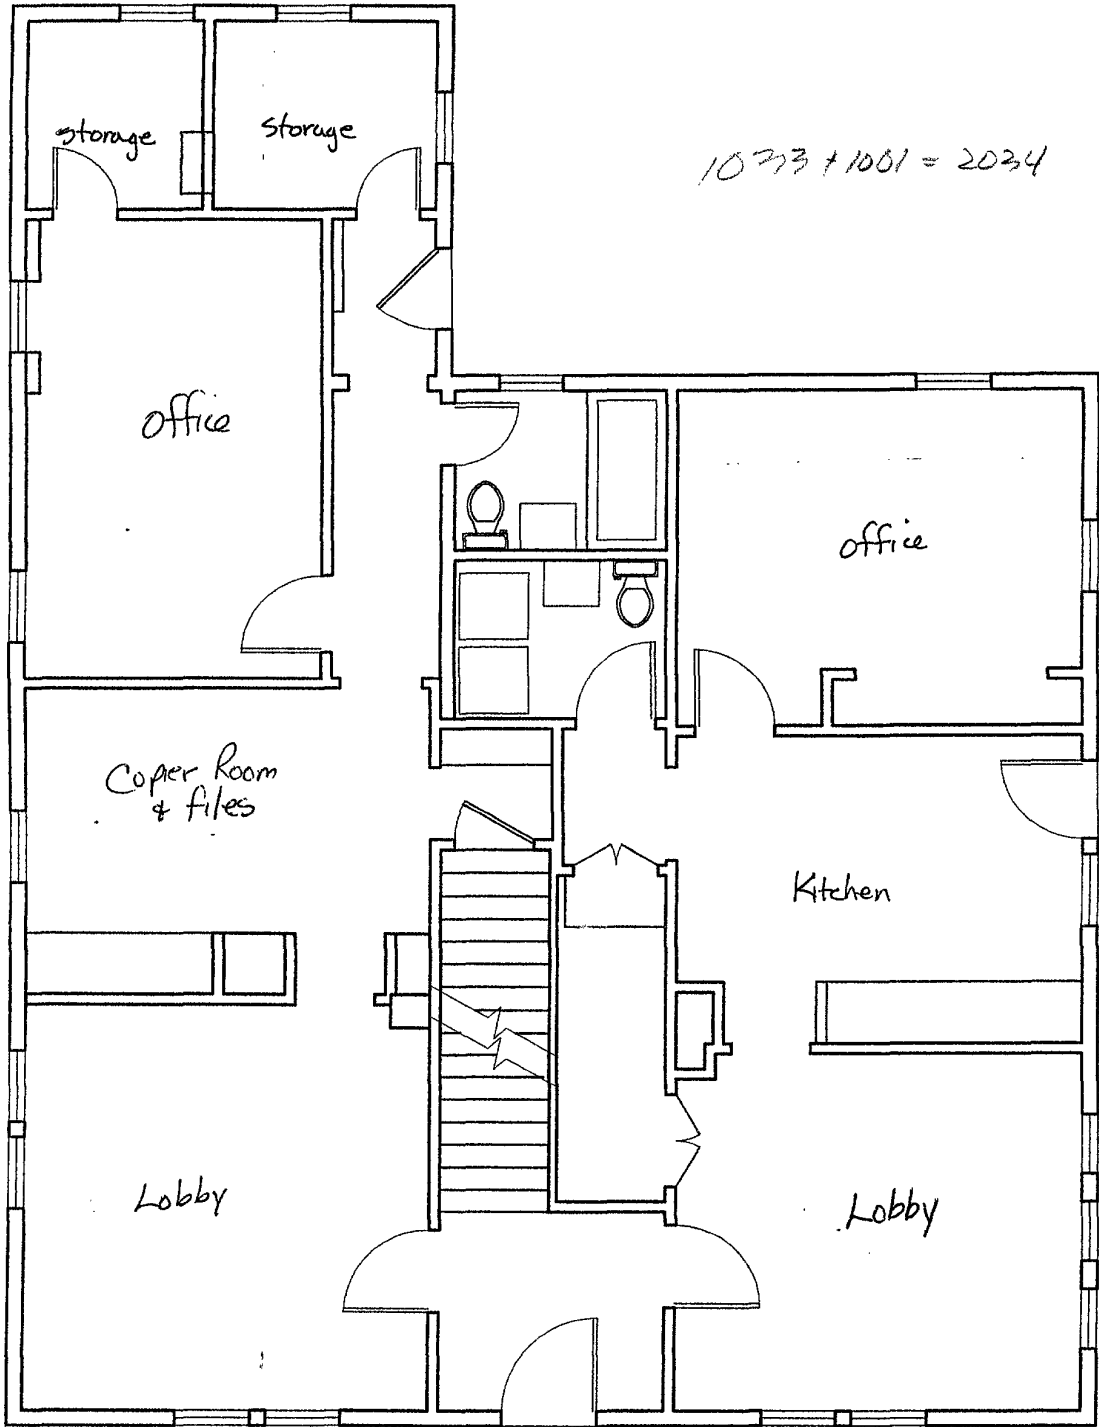 storage
Storage
1033 + 1001 = 2034
Office
Office
Copier Room
& files
Kitchen
Lobby
Lobby